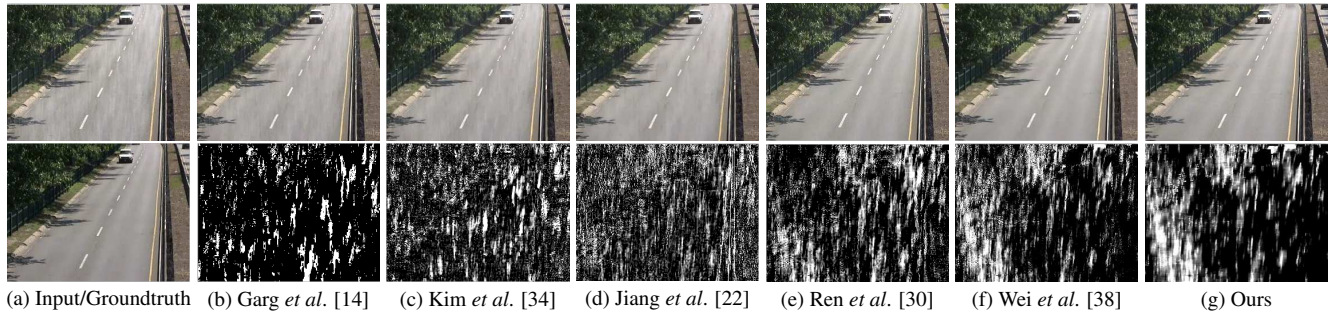 (a) Input/Groundtruth (b) Garg et al. [14] (c) Kim et al. [34] (d) Jiang et al. [22] (e) Ren et al. [30] (f) Wei et al. [38] (g) Ours